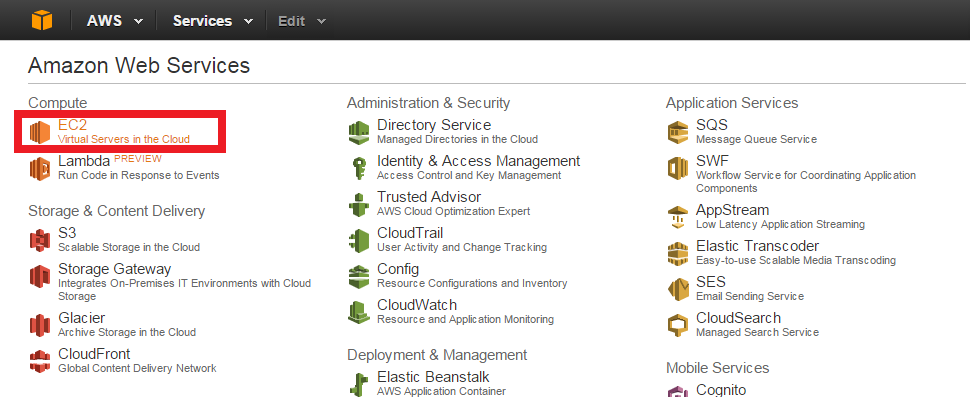 AWS Services Edit
Amazon Web Services
Compute
EC2
Virtual Servers in the Cloud
Lambda PREVIEW
Run Code in Response to Events
Storage & Content Delivery
S3
Scalable Storage in the Cloud
Storage Gateway
Integrates On-Premises IT Environments with Cloud
Storage
Glacier
Archive Storage in the Cloud
CloudFront
Global Content Delivery Network
Administration & Security
Directory Service
Managed Directories in the Cloud
Identity & Access Management
Access Control and Key Management
Trusted Advisor
AWS Cloud Optimization Expert
CloudTrail
User Activity and Change Tracking
Config
Resource Configurations and Inventory
CloudWatch
Resource and Application Monitoring
Deployment & Management
Elastic Beanstalk
AWS Application Container
Application Services
SQS
Message Queue Service
SWF
Workflow Service for Coordinating Application
Components
AppStream
Low Latency Application Streaming
Elastic Transcoder
Easy-to-use Scalable Media Transcoding
SES
Email Sending Service
CloudSearch
Managed Search Service
Mobile Services
Cognito